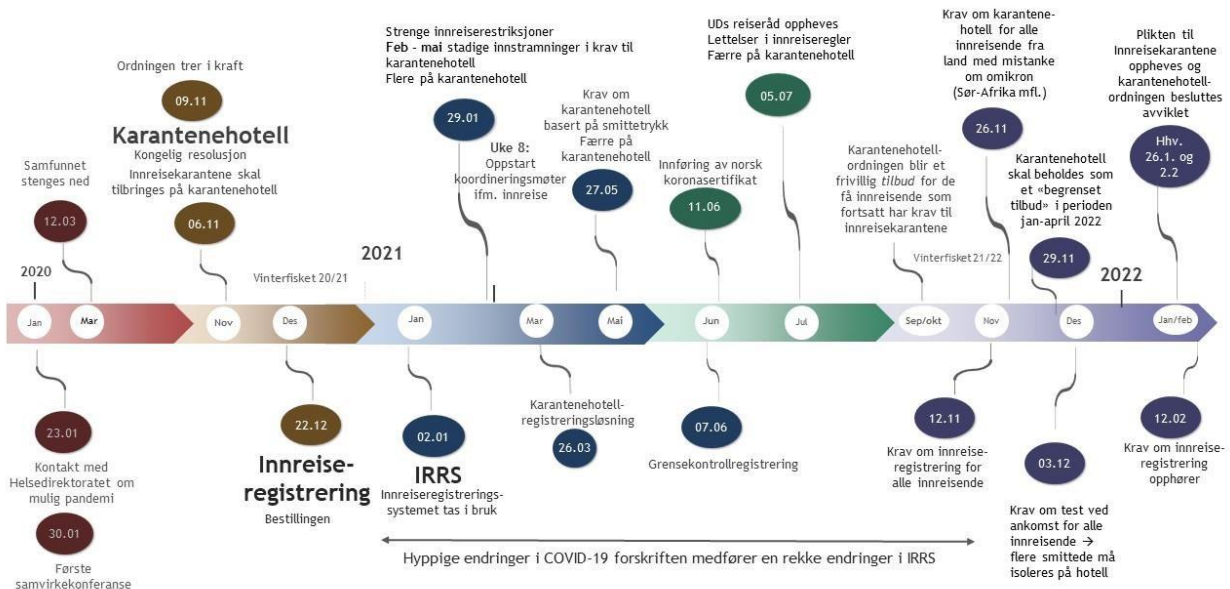 Ordningen trer i kraft
09.11
Karantenehotell
Kongelig resolusjon
Innreisekarantene skal
tilbringes på karantenehotell
06.11
Samfunnet
stenges ned
12.03
2020
Vinterfisket 20/21
2021
Strenge innreiserestriksjoner
Feb - mai stadige innstramninger i krav til
karantenehotell
Flere på karantenehotell
29.01
Uke 8:
Oppstart
koordineringsmøter
ifm. innreise
Krav om
karantenehotell
basert på smittetrykk
Færre på
karantenehotell
27.05
UDs reiseråd oppheves
Lettelser i innreiseregler
Færre på karantenehotell
05.07
Innføring av norsk
koronasertifikat
11.06
Karantenehotell-
ordningen blir et
frivillig tilbud for de
få innreisende som
fortsatt har krav til
innreisekarantene
Krav om karantene-
hotell for alle
innreisende fra
land med mistanke
om omikron
(Sør-Afrika mfl.)
26.11
Vinterfisket 21/22
Karantenehotell
skal beholdes som
et «begrenset
tilbud» i perioden
jan-april 2022
29.11
Plikten til
Innreisekarantene
oppheves og
karantenehotell-
ordningen besluttes
avviklet
Hhv.
26.1. og
2.2
2022
Jan
Mar
Nov
Des
Jan
Mar
Mai
Jun
Jul
Sep/okt
Nov
Des
Jan/feb
23.01
Kontakt med
Helsedirektoratet om
mulig pandemi
30.01
Første
samvirkekonferanse
22.12
Innreise-
registrering
Bestillingen
02.01
IRRS
Innreiseregistrerings-
systemet tas i bruk
Karantenehotell-
registreringsløsning
26.03
07.06
Grensekontrollregistrering
12.11
Krav om innreise-
registrering for
alle innreisende
03.12
Krav om test ved
ankomst for alle
innreisende →
flere smittede må
isoleres på hotell
12.02
Krav om innreise-
registrering
opphører
Hyppige endringer i COVID-19 forskriften medfører en rekke endringer i IRRS